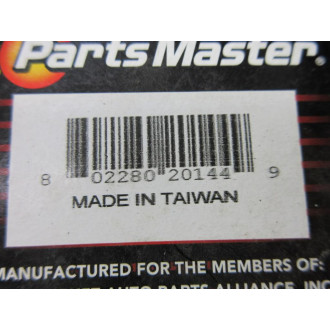 Parts Master®
8 02280 20144 9
MADE IN TAIWAN
MANUFACTURED FOR THE MEMBERS OF:
AUTO PARTS ALLIANCE, INC